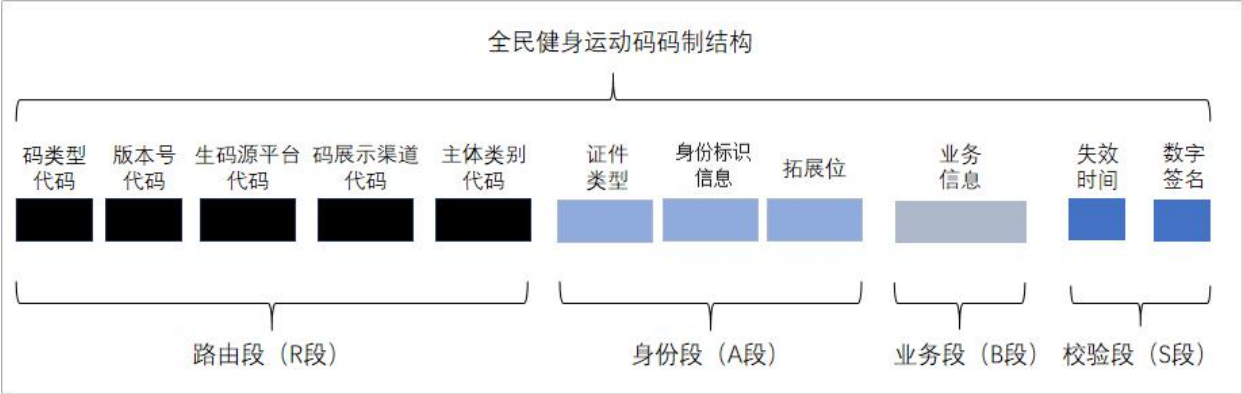 全民健身运动码码制结构
码类型 版本号 生码源平台 码展示渠道 主体类别 证件 身份标识 拓展位 业务 失效 数字
代码 代码 代码 代码 代码 类型 信息 信息 时间 签名
路由段（R段） 身份段（A段） 业务段（B段） 校验段（S段）